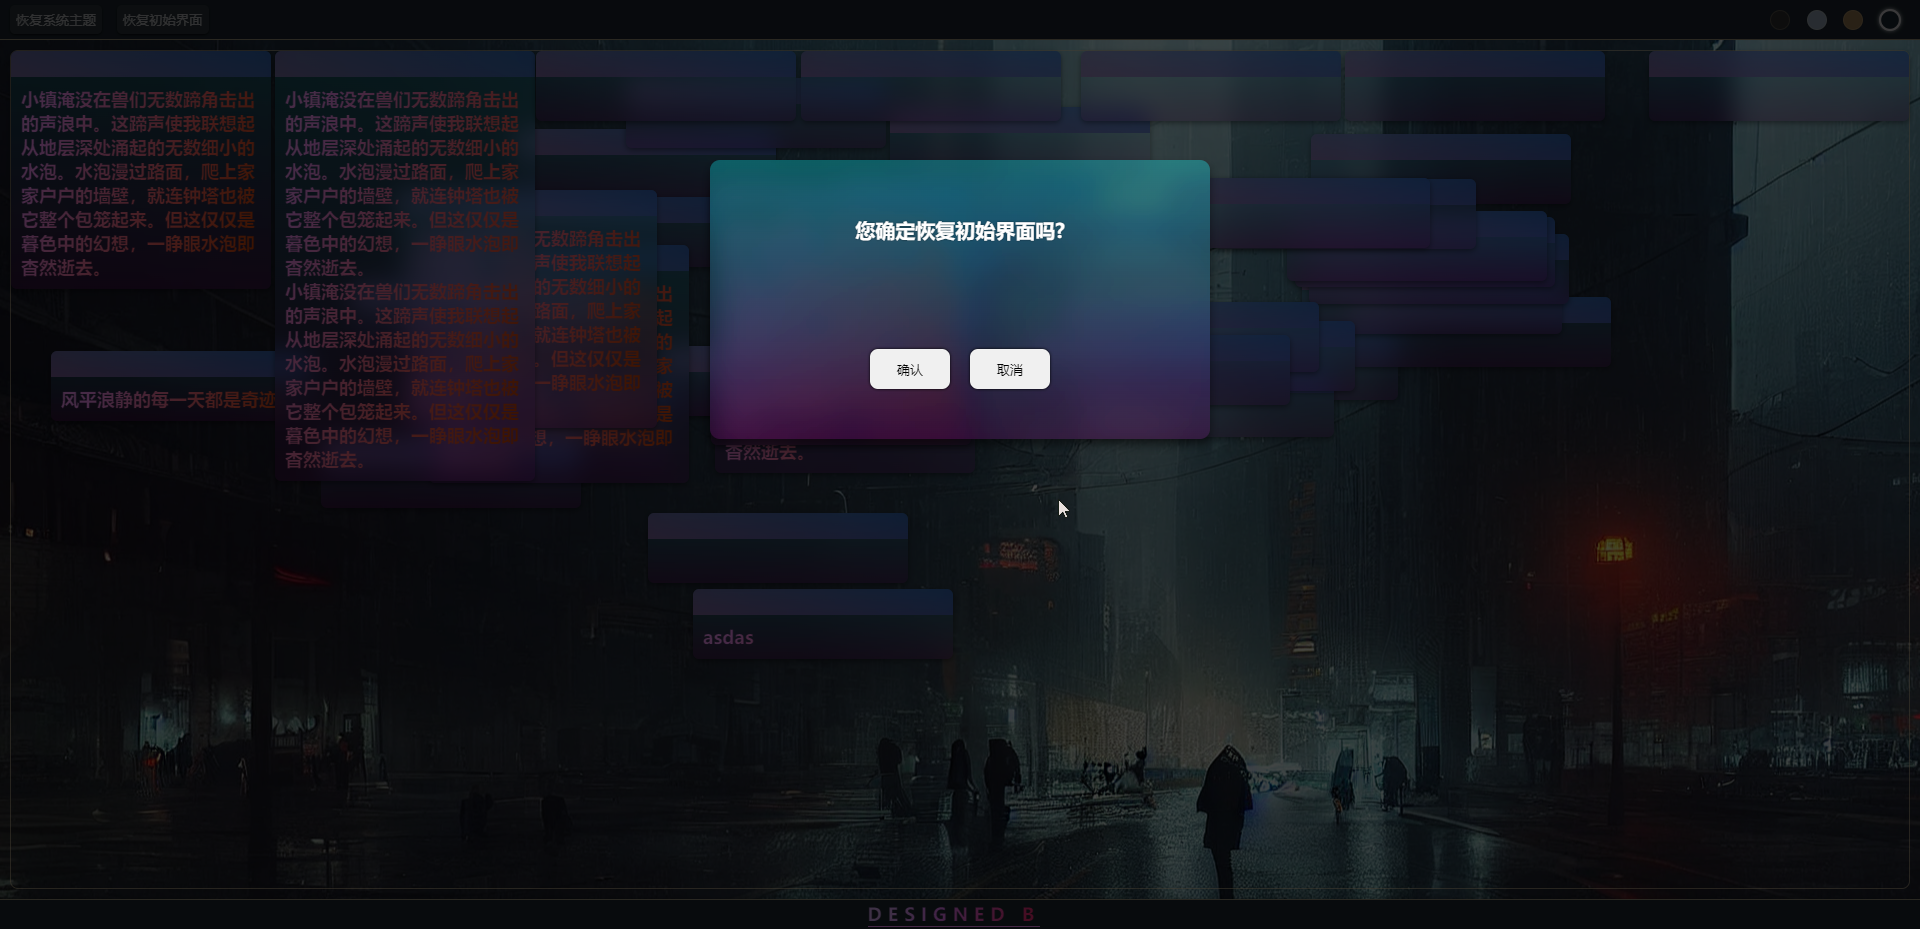 恢复系统主题
恢复初始界面
小镇淹没在兽们无数蹄角击出
的声浪中。这蹄声使我联想起
从地层深处涌起的无数细小的
水泡。水泡漫过路面，爬上家
家户户的墙壁，就连钟塔也被
它整个包笼起来。但这仅仅是
暮色中的幻想，一睁眼水泡即
杳然逝去。
小镇淹没在兽们无数蹄角击出
的声浪中。这蹄声使我联想起
从地层深处涌起的无数细小的
水泡。水泡漫过路面，爬上家
家户户的墙壁，就连钟塔也被
它整个包笼起来。但这仅仅是
暮色中的幻想，一睁眼水泡即
杳然逝去。
小镇淹没在兽们无数蹄角击出
的声浪中。这蹄声使我联想起
从地层深处涌起的无数细小的
水泡。水泡漫过路面，爬上家
家户户的墙壁，就连钟塔也被
它整个包笼起来。但这仅仅是
暮色中的幻想，一睁眼水泡即
杳然逝去。
无数蹄角击出
声使我联想起
的无数细小的
路面，爬上家
就连钟塔也被
。但这仅仅是
一睁眼水泡即
出
起
的
家
被
是
想，一睁眼水泡即
风平浪静的每一天都是奇迹
您确定恢复初始界面吗?
确认
取消
杳然逝去。
asdas
DESIGNED B